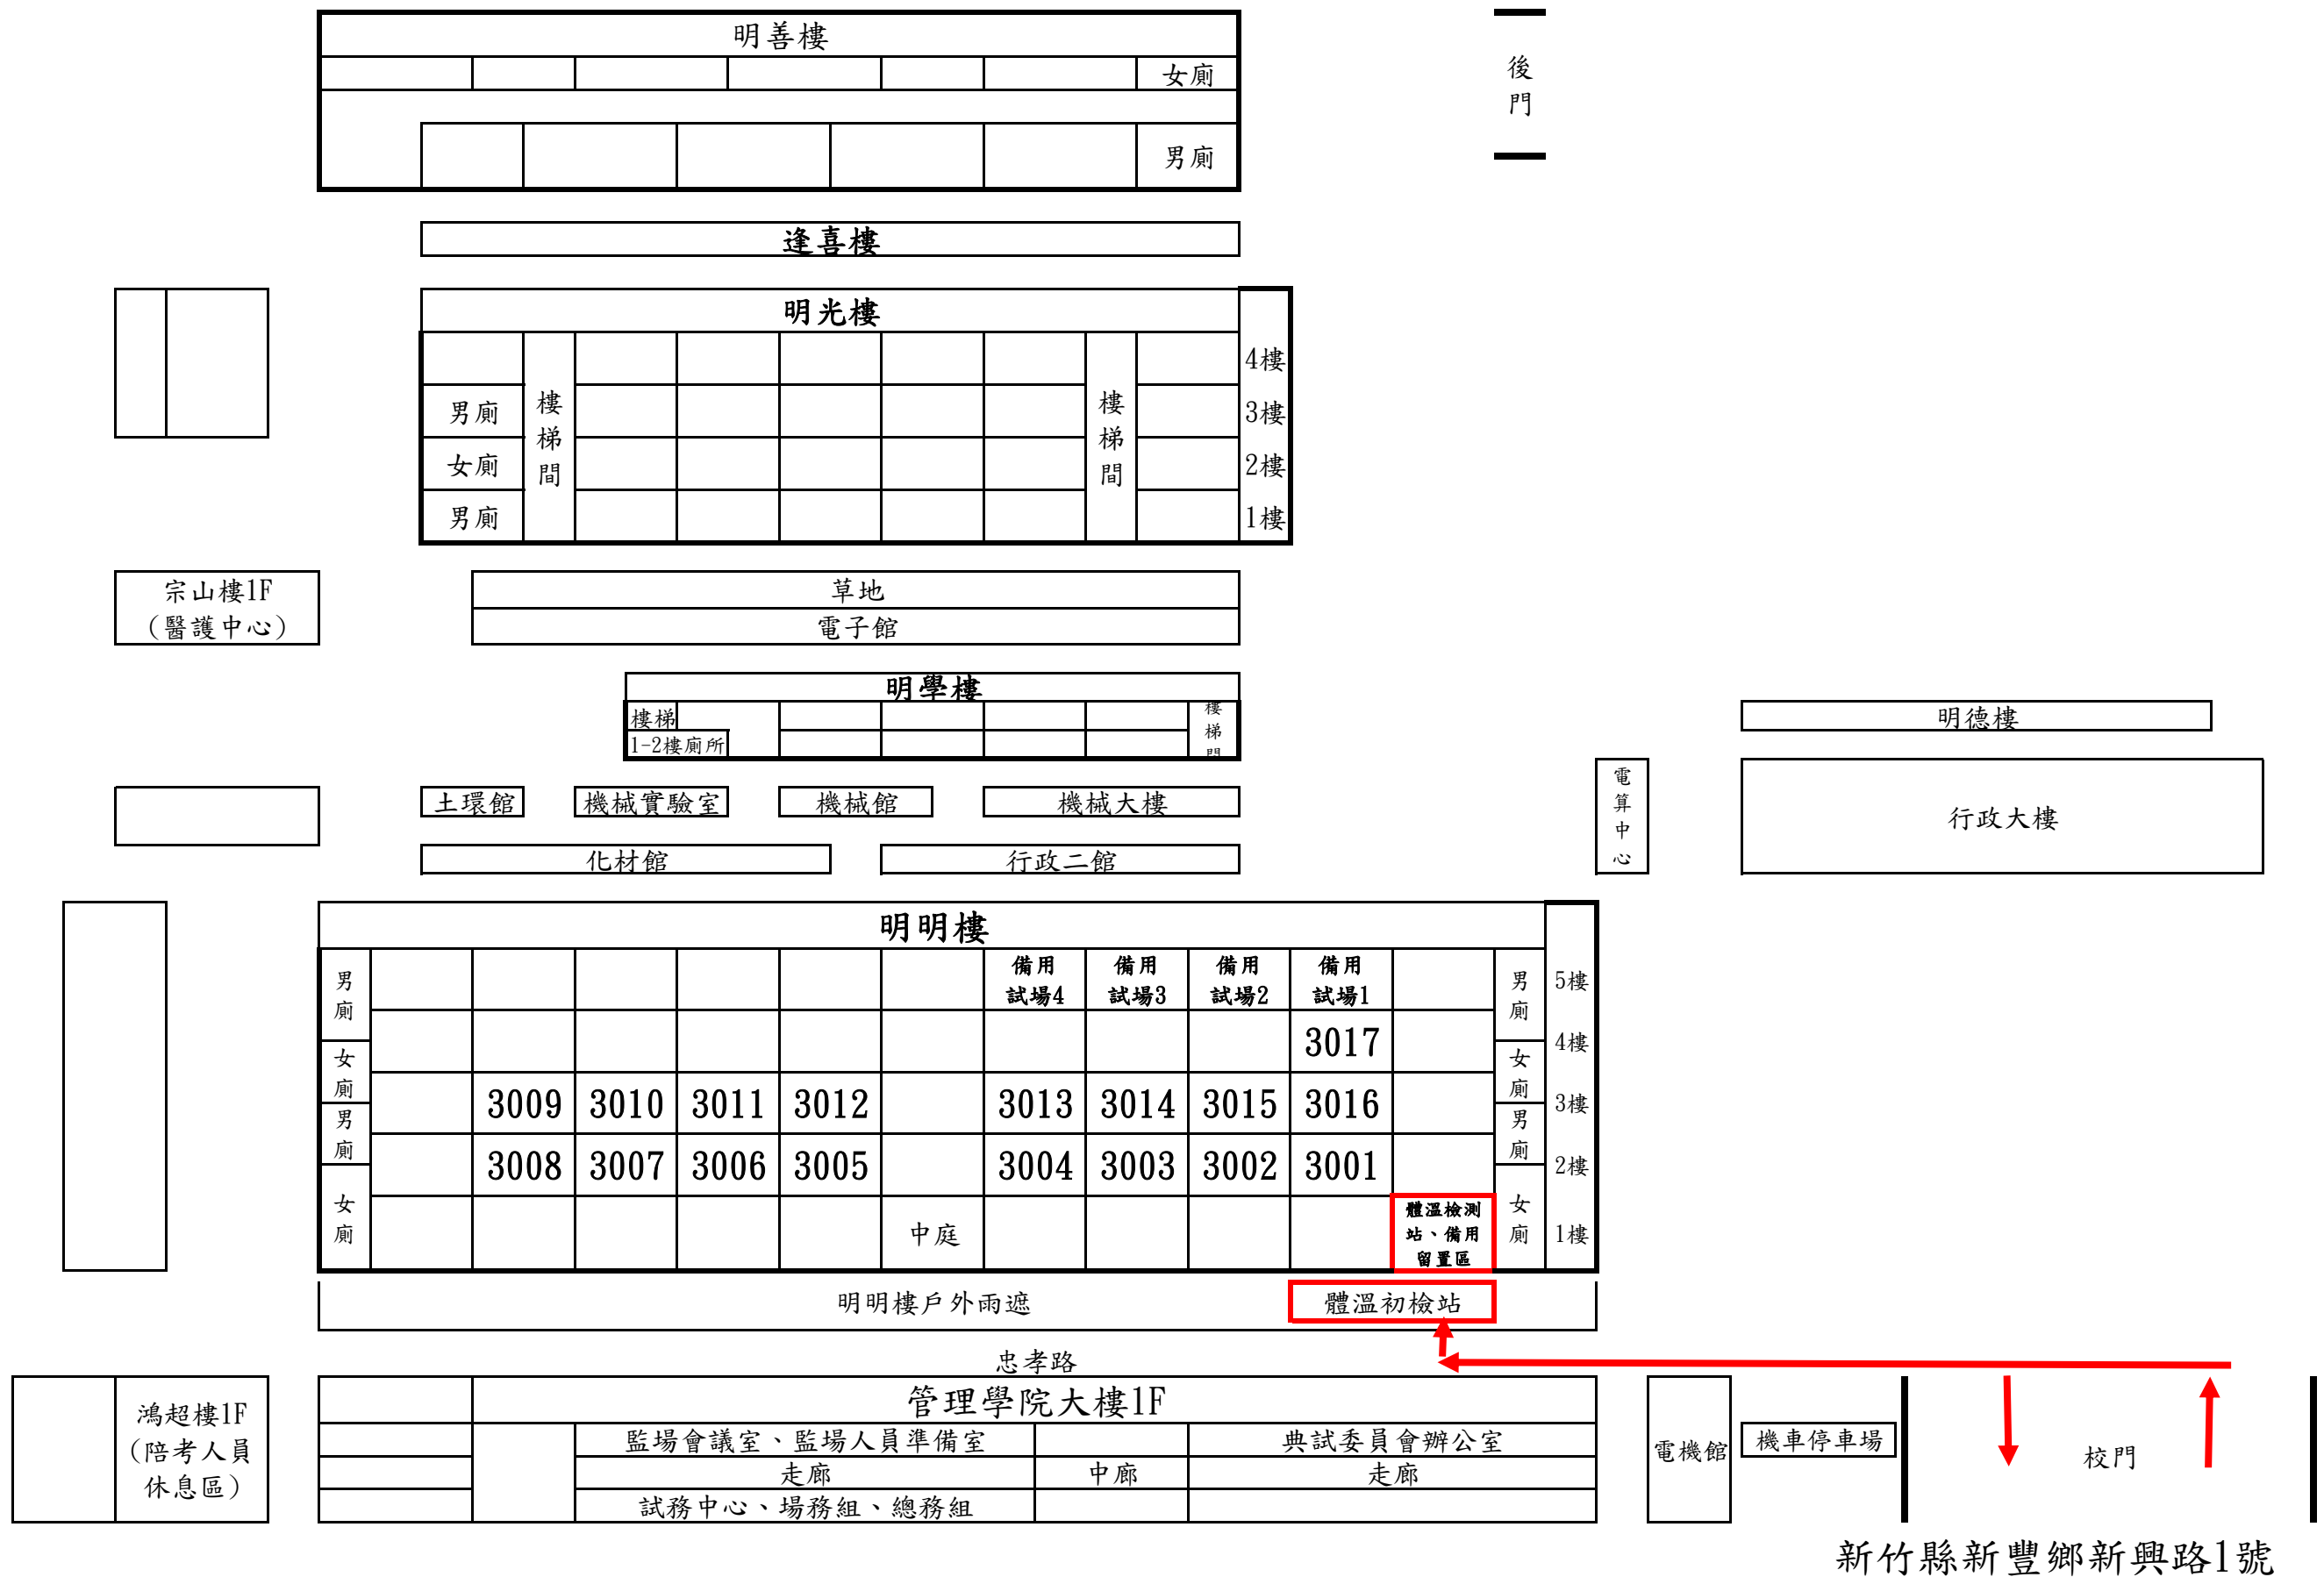 明善樓
女廁
男廁
後
門
逢喜樓
明光樓
4樓
男廁
3樓
女廁
2樓
男廁
1樓
樓
梯
間
樓
梯
間
宗山樓1F
(醫護中心)
草地
電子館
明學樓
樓梯
1-2樓廁所
樓
梯
間
明德樓
土環館
機械實驗室
機械館
機械大樓
電
算
中
心
行政大樓
化材館
行政二館
明明樓
男
廁
備用
試場4
備用
試場3
備用
試場2
備用
試場1
男
廁
5樓
3017
4樓
女
廁
女
廁
3009 3010 3011 3012 3013 3014 3015 3016
3樓
男
廁
男
廁
3008 3007 3006 3005 3004 3003 3002 3001
2樓
女
廁
中庭
體溫檢測
站、備用
留置區
女
廁
1樓
明明樓戶外雨遮
體溫初檢站
忠孝路
鴻超樓1F
(陪考人員
休息區)
管理學院大樓1F
監場會議室、監場人員準備室
典試委員會辦公室
走廊
中廊
走廊
試務中心、場務組、總務組
電機館
機車停車場
校門
新竹縣新豐鄉新興路1號